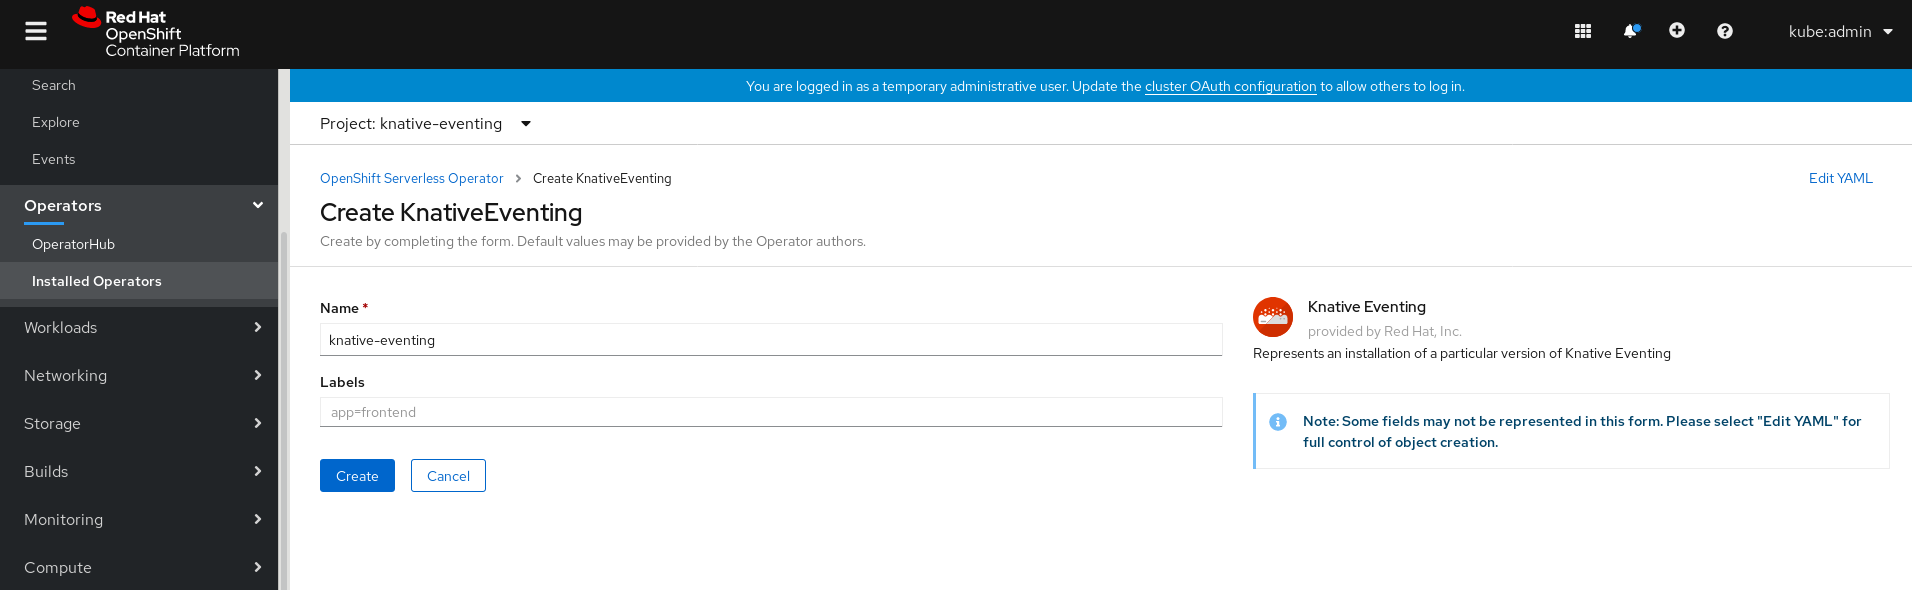 Red Hat
OpenShift
Container Platform
kube:admin
Search
Explore
Events
Operators
OperatorHub
Installed Operators
Workloads
Networking
Storage
Builds
Monitoring
Compute
You are logged in as a temporary administrative user. Update the cluster OAuth configuration to allow others to log in.
Project: knative-eventing
OpenShift Serverless Operator > Create KnativeEventing
Edit YAML
Create KnativeEventing
Create by completing the form. Default values may be provided by the Operator authors.
Name *
knative-eventing
Labels
app=frontend
Create
Cancel
Knative Eventing
provided by Red Hat, Inc.
Represents an installation of a particular version of Knative Eventing
Note: Some fields may not be represented in this form. Please select "Edit YAML" for
full control of object creation.